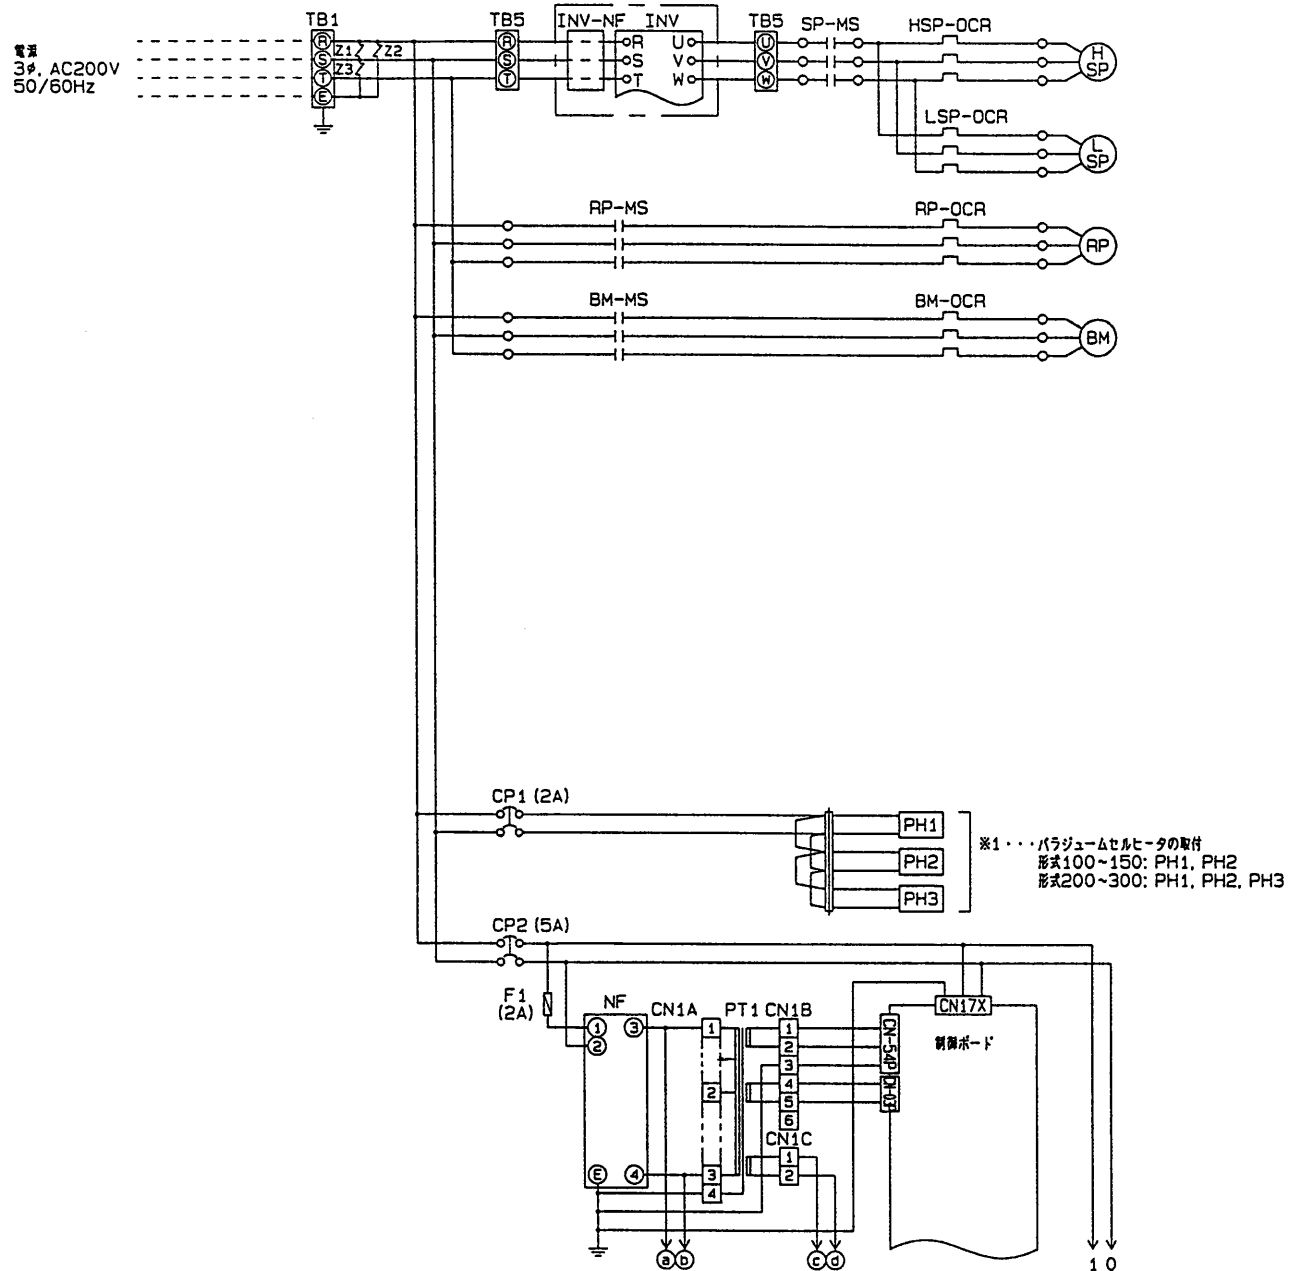 TB1
TB5
INV-NF
INV
TB5
SP-MS
HSP-OCR
電源
3φ, AC200V
50/60Hz
R
S
T
E
Z1
Z2
Z3
R
S
T
R
S
T
U
V
W
U
V
W
H
SP
LSP-OCR
L
SP
RP-MS
RP-OCR
RP
BM-MS
BM-OCR
BM
CP1 (2A)
PH1
PH2
PH3
※1・・・パラジュームセルヒータの取付
形式100~150: PH1, PH2
形式200~300: PH1, PH2, PH3
CP2 (5A)
F1
(2A)
NF
CN1A
PT1
CN1B
CN17X
1
2
3
4
E
1
2
3
4
1
2
3
4
5
6
CN-54P
CN-03
制御ボード
CN1C
1
2
a
b
c
d
1
0